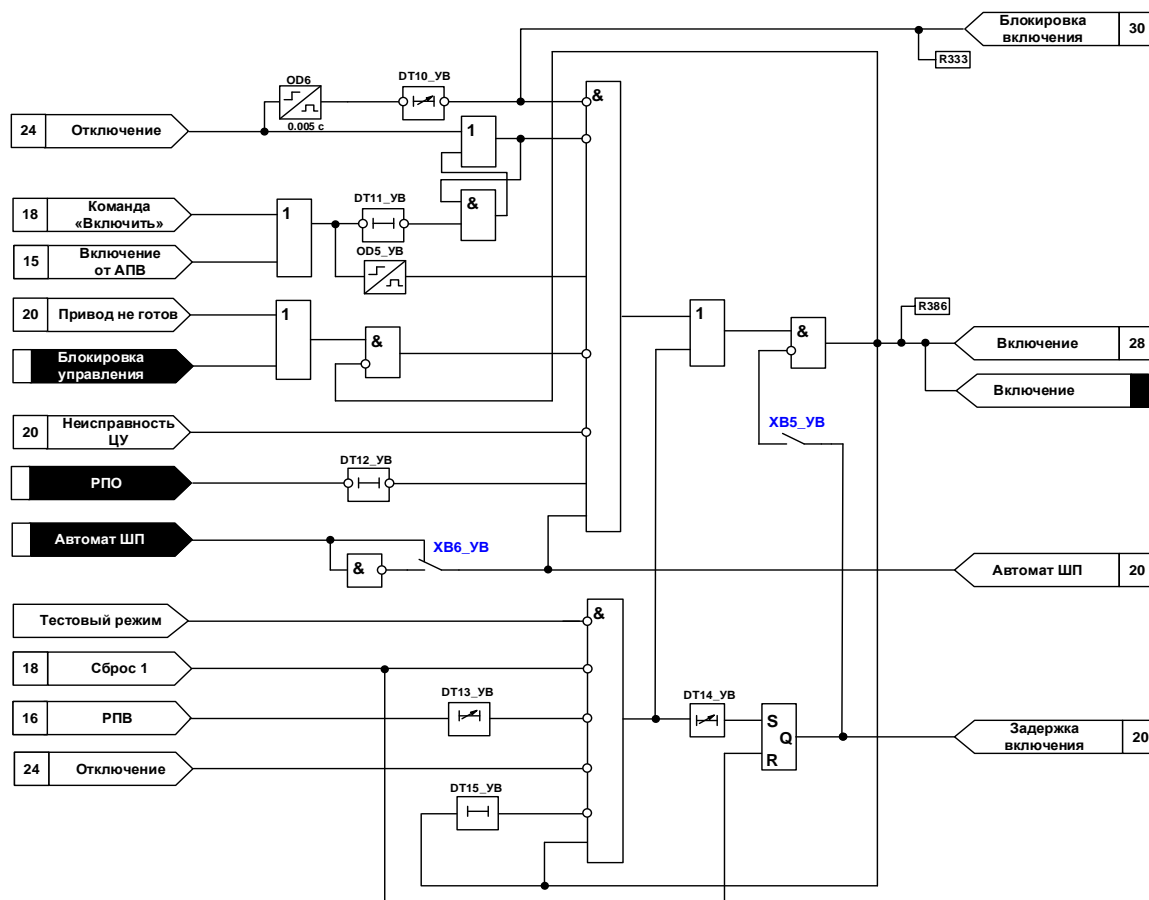 Блокировка
включения
30
R333
OD6
0.005 с
DT10_УВ
&
24
Отключение
1
18
Команда
«Включить»
1
DT11_УВ
&
15
Включение
от АПВ
OD5_УВ
20
Привод не готов
1
&
1
&
R386
Включение
28
Блокировка
управления
Включение
20
Неисправность
ЦУ
XB5_УВ
РПО
DT12_УВ
Автомат ШП
&
XB6_УВ
Автомат ШП
20
Тестовый режим
&
18
Сброс 1
16
РПВ
DT13_УВ
DT14_УВ
S
Q
R
Задержка
включения
20
24
Отключение
DT15_УВ